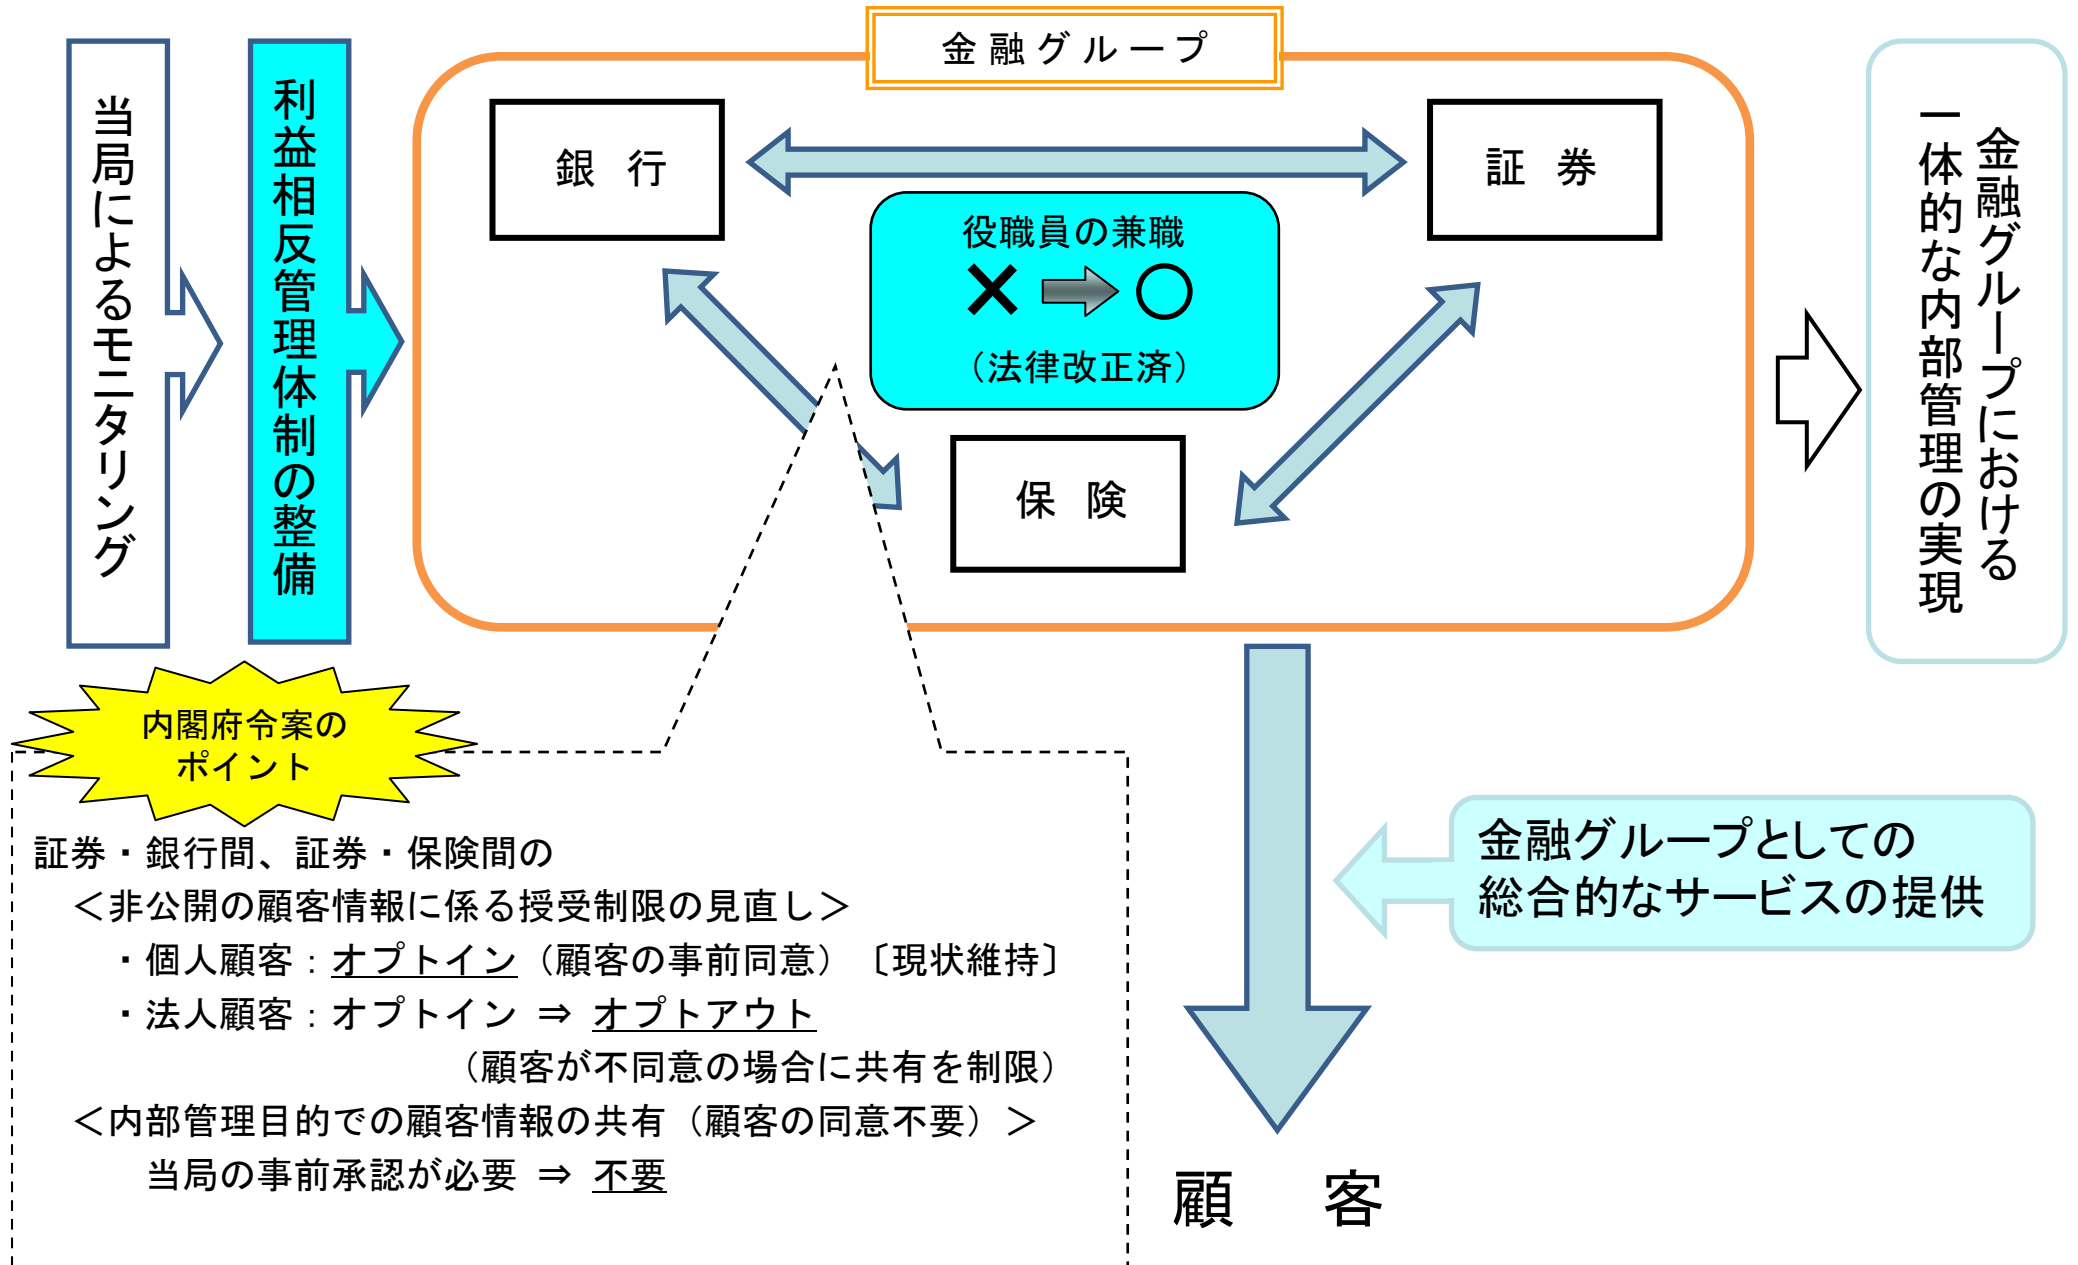 金融グループ
当局によるモニタリング
利益相反管理体制の整備
銀 行
証 券
役職員の兼職
（法律改正済）
保 険
金融グループにおける
一体的な内部管理の実現
内閣府令案の
ポイント
証券・銀行間、証券・保険間の
＜非公開の顧客情報に係る授受制限の見直し＞
・個人顧客：オプトイン（顧客の事前同意）〔現状維持〕
・法人顧客：オプトイン ⇒ オプトアウト
（顧客が不同意の場合に共有を制限）
＜内部管理目的での顧客情報の共有（顧客の同意不要）＞
当局の事前承認が必要 ⇒ 不要
金融グループとしての
総合的なサービスの提供
顧 客